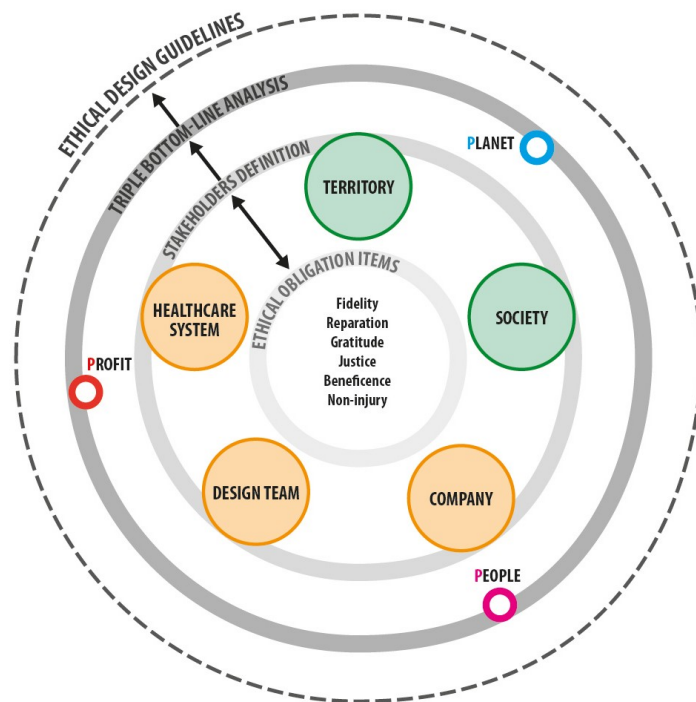 ETHICAL DESIGN GUIDELINES
TRIPLE BOTTOM-LINE ANALYSIS
STAKEHOLDERS DEFINITION
ETHICAL OBLIGATION ITEMS
PLANET
TERRITORY
HEALTHCARE
SYSTEM
SOCIETY
Fidelity
Reparation
Gratitude
Justice
Beneficence
Non-injury
PROFIT
DESIGN TEAM
COMPANY
PEOPLE